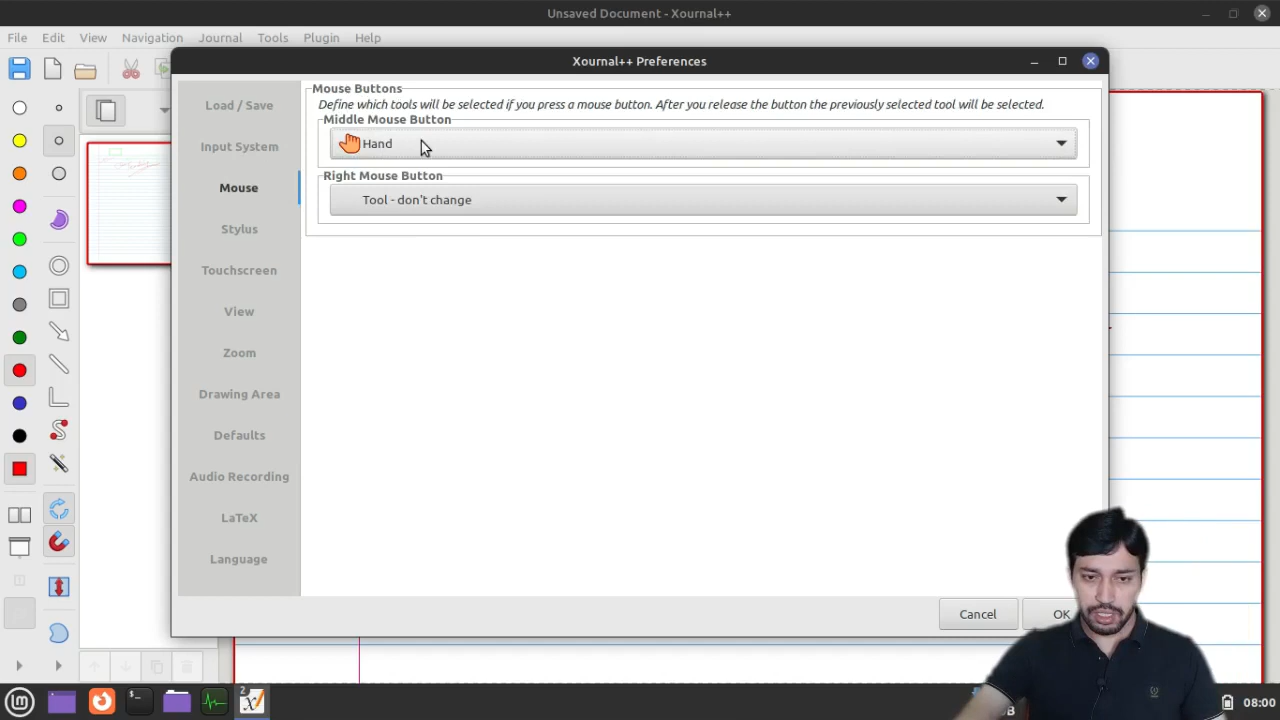 Unsaved Document - Xournal++
File Edit View Navigation Journal Tools Plugin Help
Xournal++ Preferences
Load / Save
Input System
Mouse
Stylus
Touchscreen
View
Zoom
Drawing Area
Defaults
Audio Recording
LaTeX
Language
Mouse Buttons
Define which tools will be selected if you press a mouse button. After you release the button the previously selected tool will be selected.
Middle Mouse Button
Hand
Right Mouse Button
Tool - don't change
Cancel
OK
2
08:00